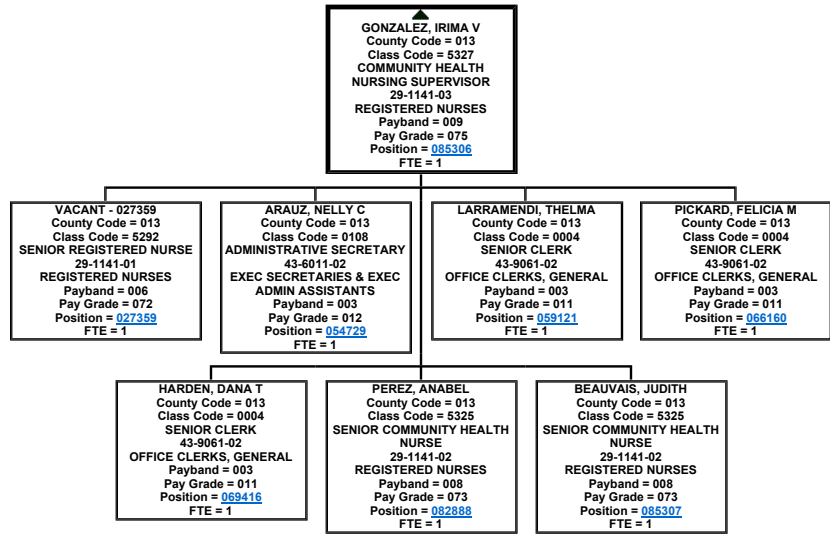 GONZALEZ, IRIMA V
County Code = 013
Class Code = 5327
COMMUNITY HEALTH
NURSING SUPERVISOR
29-1141-03
REGISTERED NURSES
Payband = 009
Pay Grade = 075
Position = 085306
FTE = 1
VACANT - 027359
County Code = 013
Class Code = 5292
SENIOR REGISTERED NURSE
29-1141-01
REGISTERED NURSES
Payband = 006
Pay Grade = 072
Position = 027359
FTE = 1
ARAUZ, NELLY C
County Code = 013
Class Code = 0108
ADMINISTRATIVE SECRETARY
43-6011-02
EXEC SECRETARIES & EXEC
ADMIN ASSISTANTS
Payband = 003
Pay Grade = 012
Position = 054729
FTE = 1
LARRAMENDI, THELMA
County Code = 013
Class Code = 0004
SENIOR CLERK
43-9061-02
OFFICE CLERKS, GENERAL
Payband = 003
Pay Grade = 011
Position = 059121
FTE = 1
PICKARD, FELICIA M
County Code = 013
Class Code = 0004
SENIOR CLERK
43-9061-02
OFFICE CLERKS, GENERAL
Payband = 003
Pay Grade = 011
Position = 066160
FTE = 1
HARDEN, DANA T
County Code = 013
Class Code = 0004
SENIOR CLERK
43-9061-02
OFFICE CLERKS, GENERAL
Payband = 003
Pay Grade = 011
Position = 069416
FTE = 1
PEREZ, ANABEL
County Code = 013
Class Code = 5325
SENIOR COMMUNITY HEALTH
NURSE
29-1141-02
REGISTERED NURSES
Payband = 008
Pay Grade = 073
Position = 082888
FTE = 1
BEAUVAIS, JUDITH
County Code = 013
Class Code = 5325
SENIOR COMMUNITY HEALTH
NURSE
29-1141-02
REGISTERED NURSES
Payband = 008
Pay Grade = 073
Position = 085307
FTE = 1